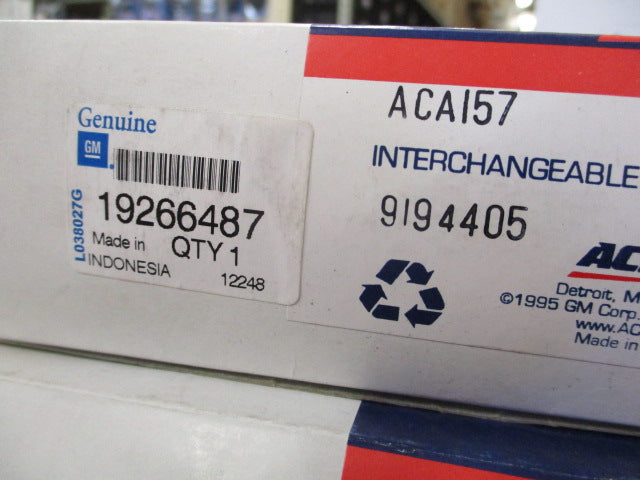 Genuine
GM
L038027G
19266487
Made in QTY 1
INDONESIA 12248
ACA157
INTERCHANGEABLE
9194405
AC
Detroit, M
©1995 GM Corp.
www.AC
Made in